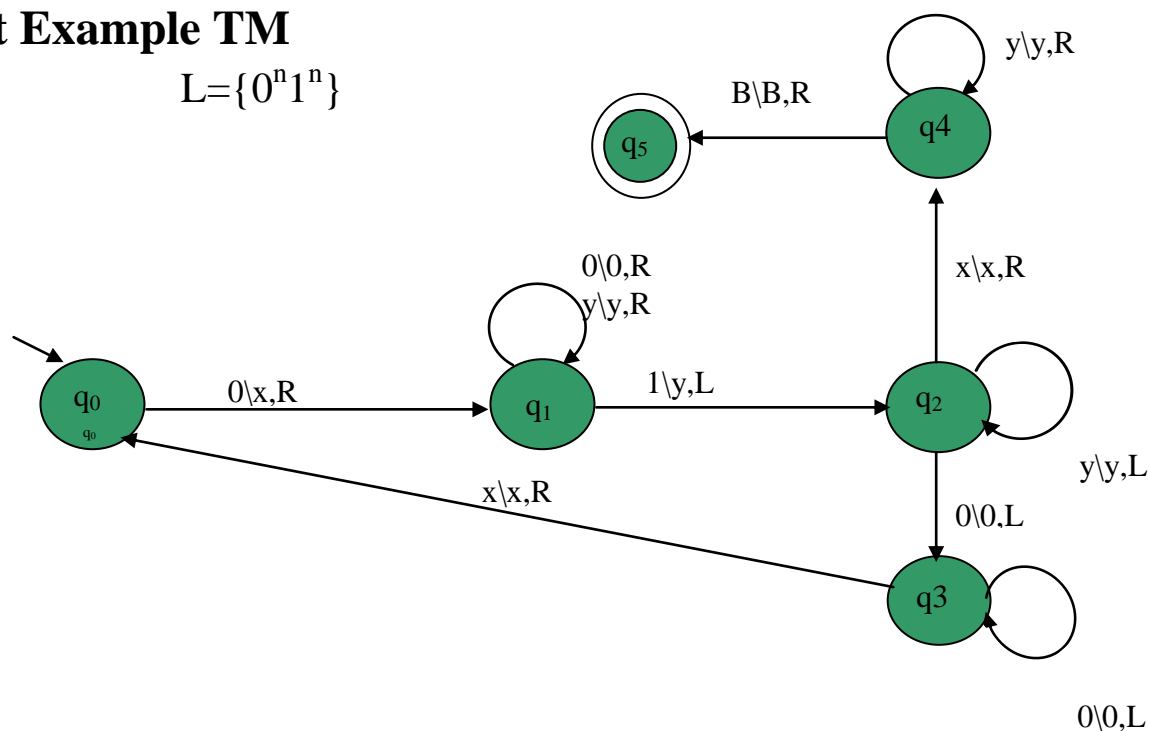 t Example TM
L={0ⁿ1ⁿ}
y\y,R
B\B,R
q4
q₅
0\0,R
y\y,R
x\x,R
q₀
q₀
0\x,R
q₁
1\y,L
q₂
y\y,L
x\x,R
0\0,L
q3
0\0,L